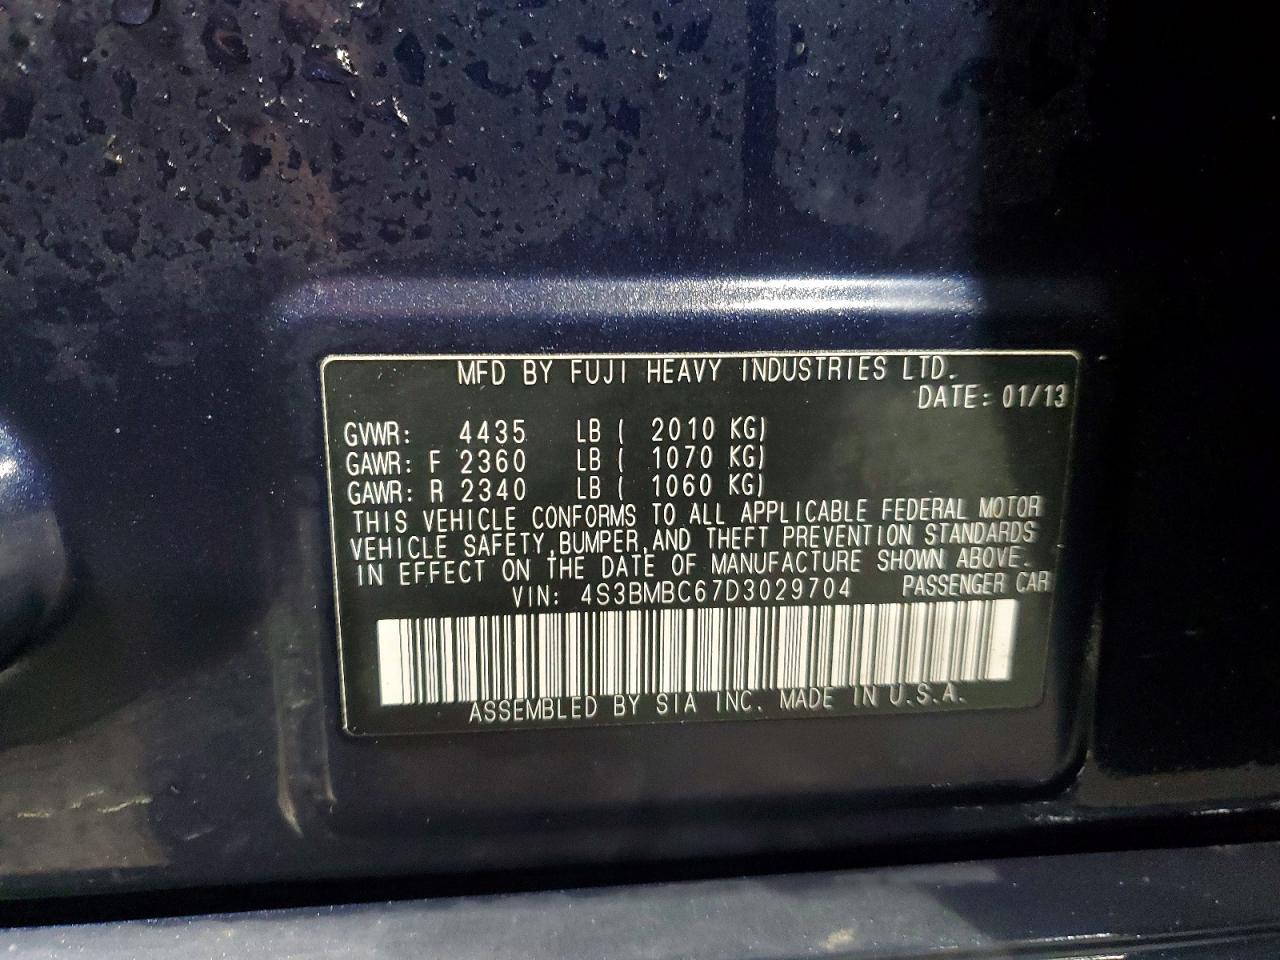 MFD BY FUJI HEAVY INDUSTRIES LTD.
DATE: 01/13
GVWR: 4435 LB ( 2010 KG)
GAWR: F 2360 LB ( 1070 KG)
GAWR: R 2340 LB ( 1060 KG)
THIS VEHICLE CONFORMS TO ALL APPLICABLE FEDERAL MOTOR
VEHICLE SAFETY,BUMPER,AND THEFT PREVENTION STANDARDS
IN EFFECT ON THE DATE OF MANUFACTURE SHOWN ABOVE.
VIN: 4S3BMBC67D3029704 PASSENGER CAR
ASSEMBLED BY SIA INC. MADE IN U.S.A.